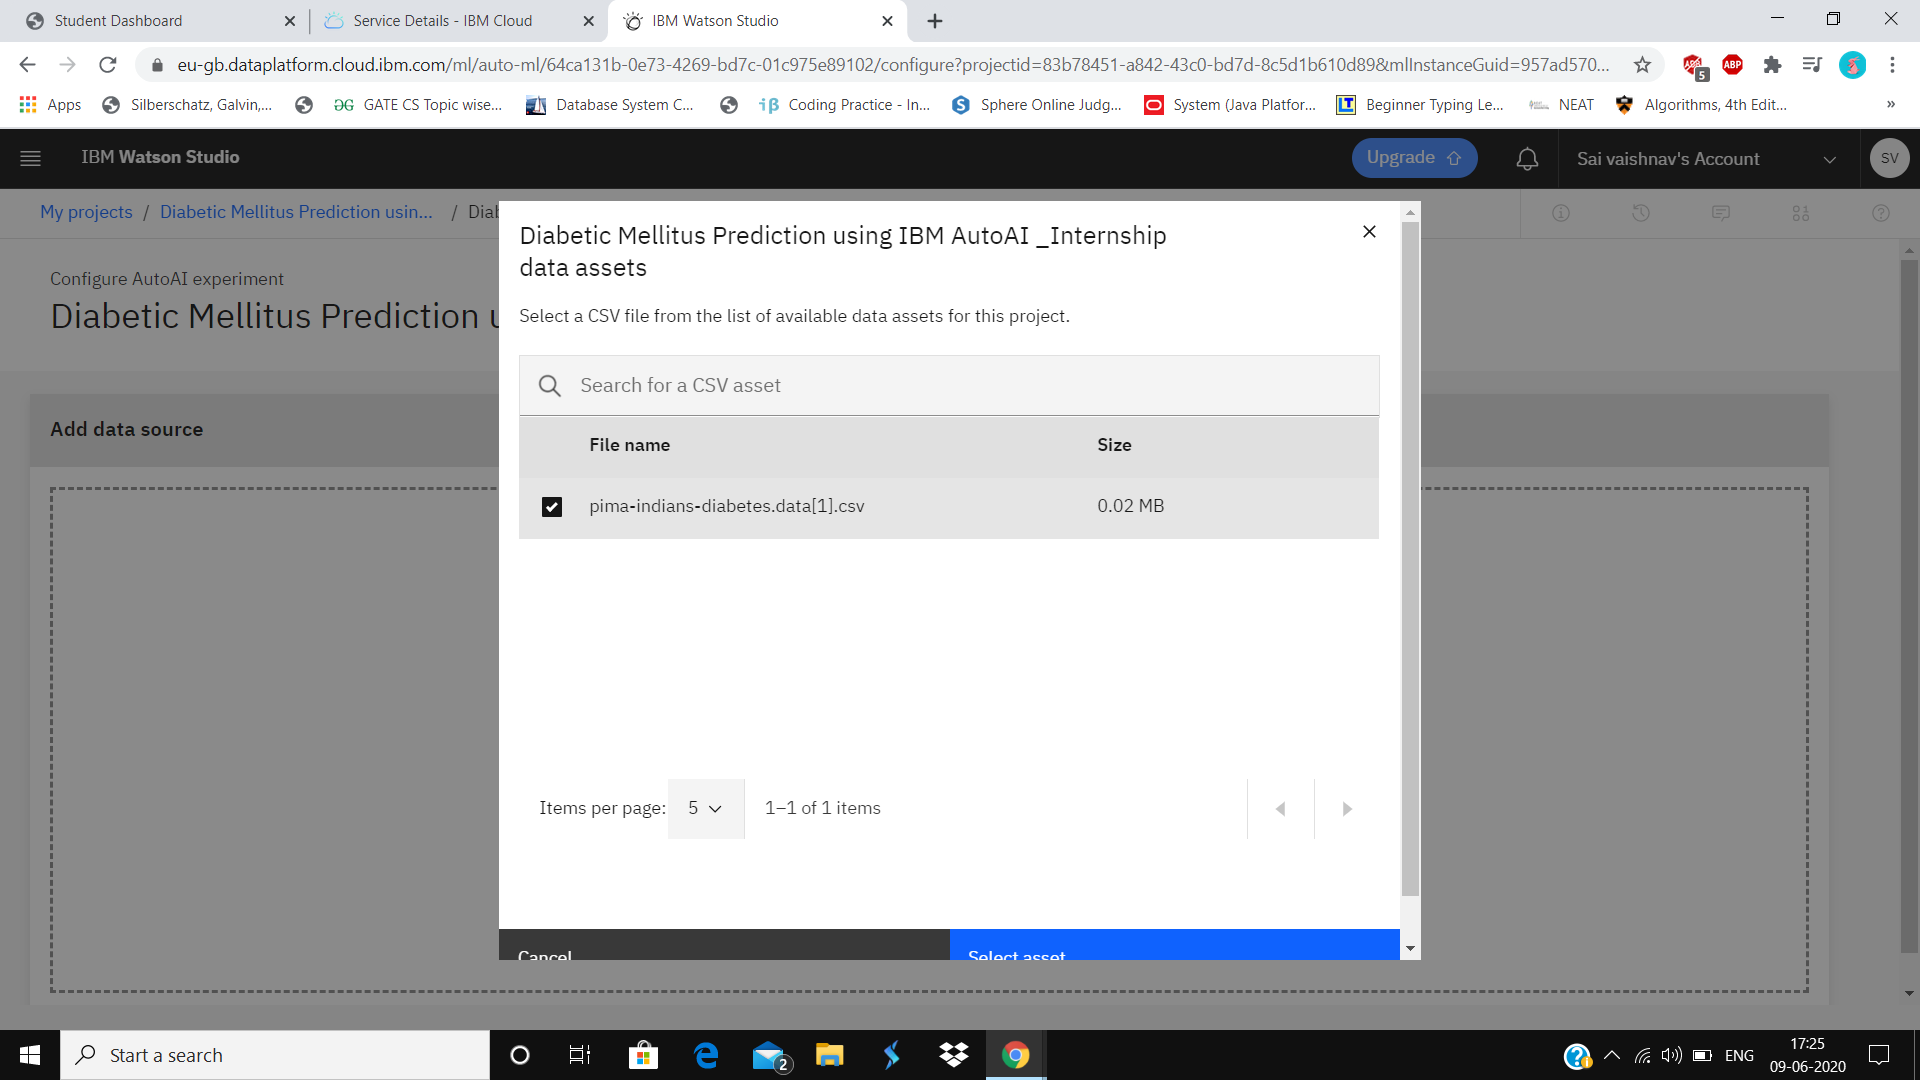 Student Dashboard
Service Details - IBM Cloud
IBM Watson Studio
eu-gb.dataplatform.cloud.ibm.com/ml/auto-ml/64ca131b-0e73-4269-bd7c-01c975e89102/configure?projectid=83b78451-a842-43c0-bd7d-8c5d1b610d89&mlInstanceGuid=957ad570...
5
ABP
Apps
Silberschatz, Galvin,...
GATE CS Topic wise...
Database System C...
Coding Practice - In...
Sphere Online Judg...
System (Java Platfor...
Beginner Typing Le...
NEAT
Algorithms, 4th Edit...
»
IBM Watson Studio
Upgrade
Sai vaishnav's Account
SV
My projects / Diabetic Mellitus Prediction usin... / Diab
Configure AutoAI experiment
Diabetic Mellitus Prediction u
Add data source
Diabetic Mellitus Prediction using IBM AutoAI _Internship
data assets
Select a CSV file from the list of available data assets for this project.
Search for a CSV asset
File name Size
pima-indians-diabetes.data[1].csv 0.02 MB
Items per page: 5 1–1 of 1 items
Cancel
Select asset
Start a search
2
ENG
17:25
09-06-2020